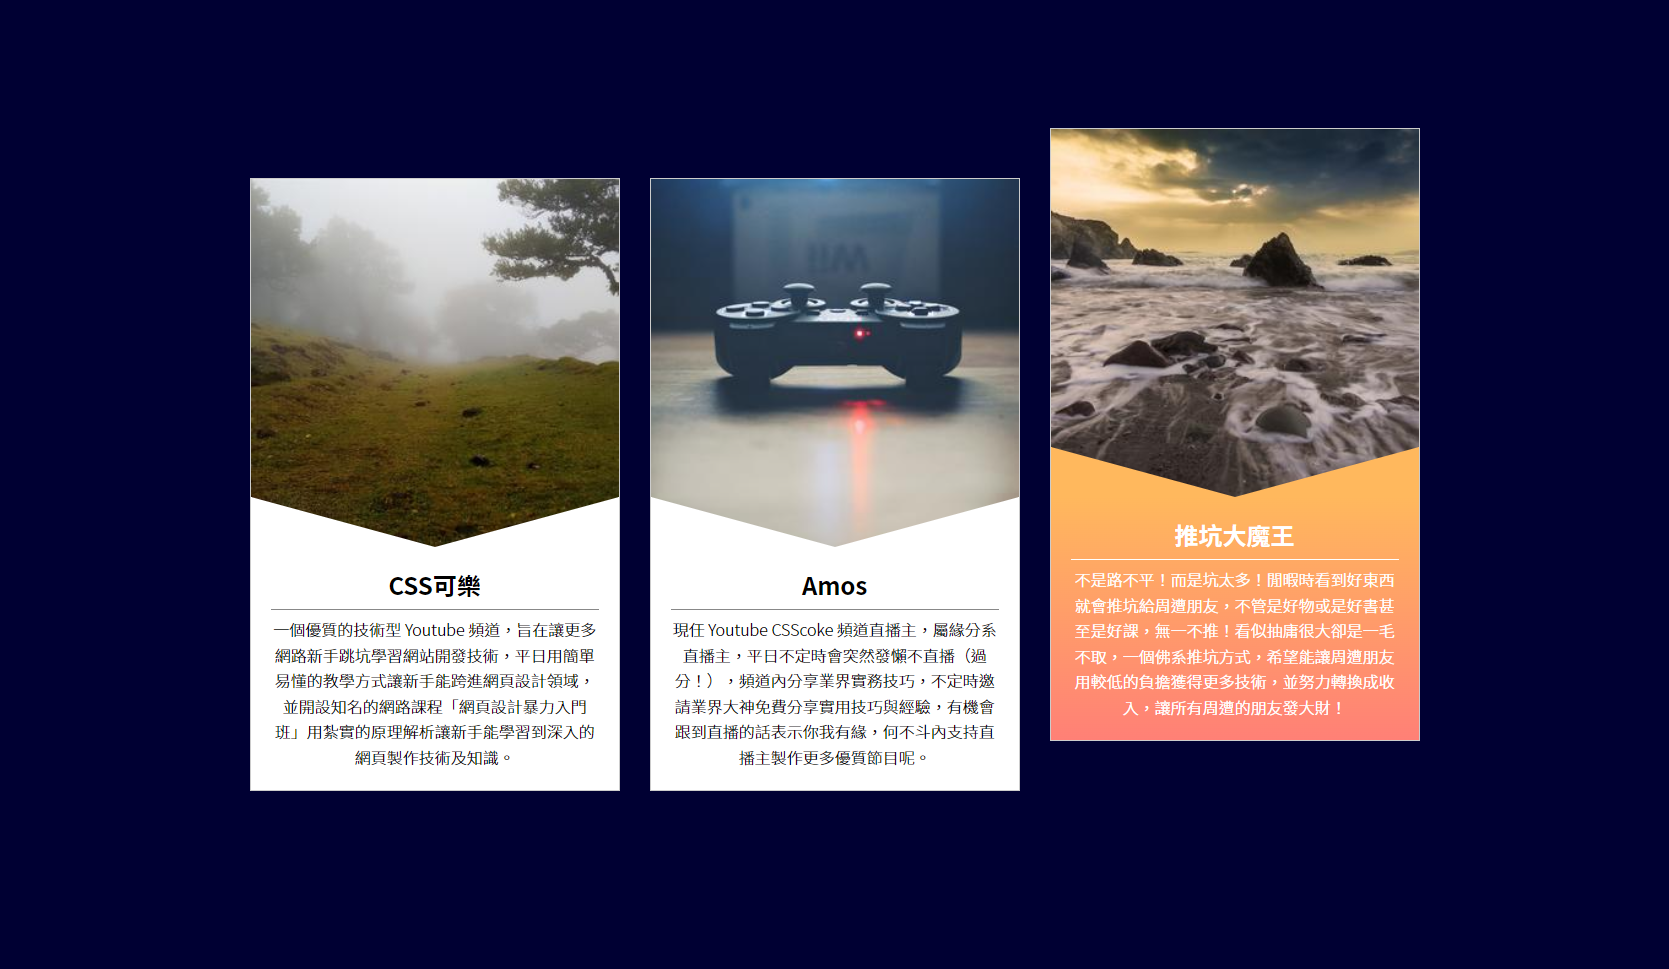 CSS可樂
一個優質的技術型 Youtube 頻道，旨在讓更多
網路新手跳坑學習網站開發技術，平日用簡單
易懂的教學方式讓新手能跨進網頁設計領域，
並開設知名的網路課程「網頁設計暴力入門
班」用紮實的原理解析讓新手能學習到深入的
網頁製作技術及知識。
Wii
Amos
現任 Youtube CSScoke 頻道直播主，屬緣分系
直播主，平日不定時會突然發懶不直播（過
分！），頻道內分享業界實務技巧，不定時邀
請業界大神免費分享實用技巧與經驗，有機會
跟到直播的話表示你我有緣，何不斗內支持直
播主製作更多優質節目呢。
推坑大魔王
不是路不平！而是坑太多！閒暇時看到好東西
就會推坑給周遭朋友，不管是好物或是好書甚
至是好課，無一不推！看似抽庸很大卻是一毛
不取，一個佛系推坑方式，希望能讓周遭朋友
用較低的負擔獲得更多技術，並努力轉換成收
入，讓所有周遭的朋友發大財！